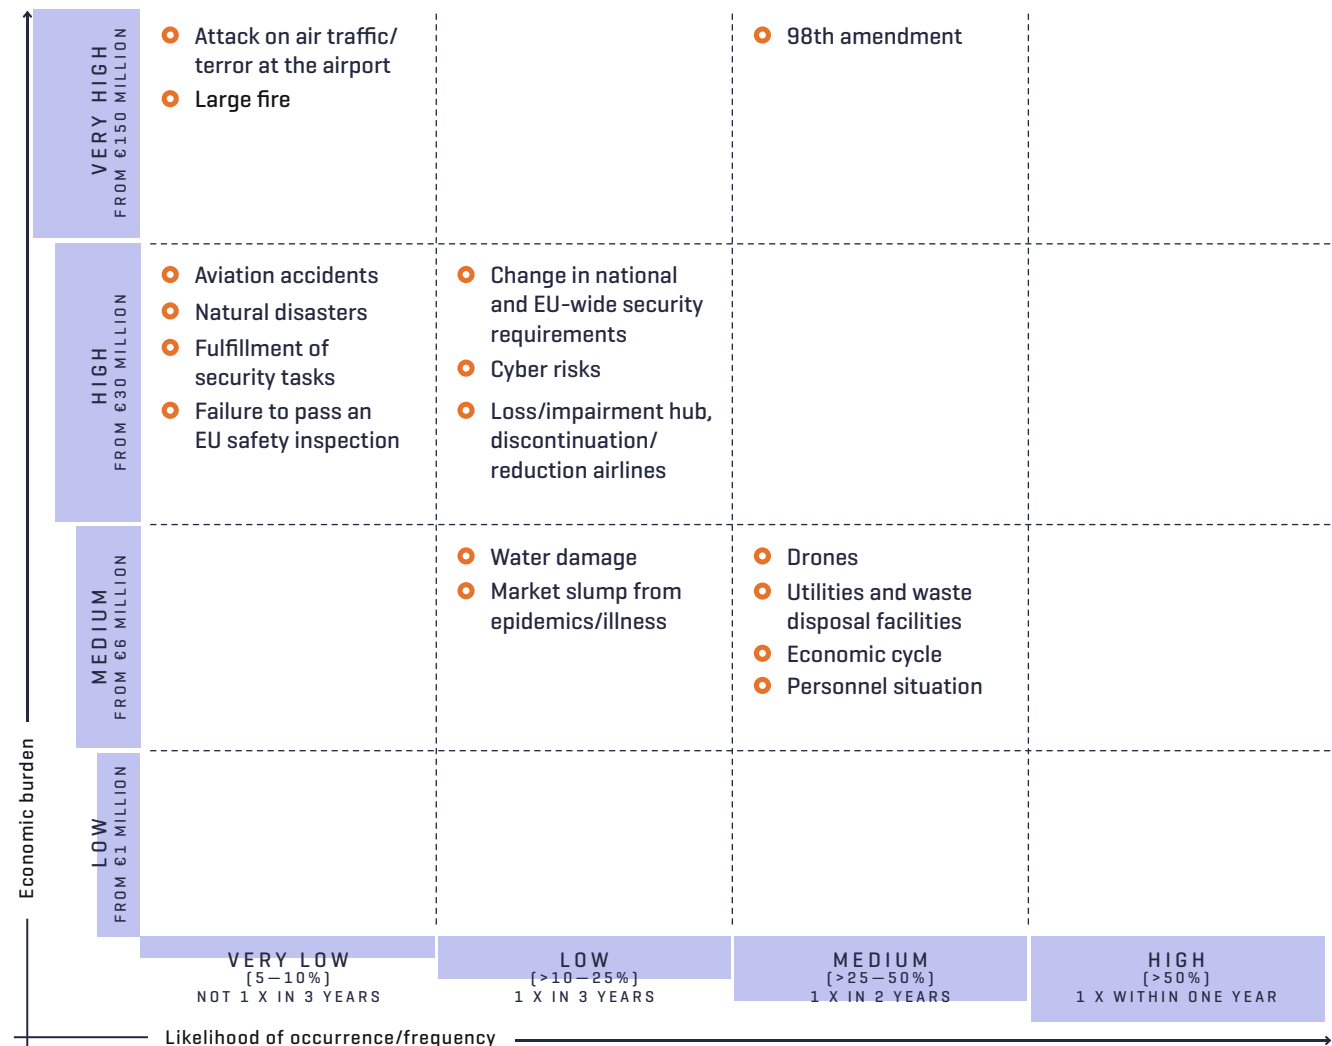 VERY HIGH
FROM €150 MILLION
Attack on air traffic/
terror at the airport
Large fire
98th amendment
HIGH
FROM €30 MILLION
Aviation accidents
Natural disasters
Fulfillment of
security tasks
Failure to pass an
EU safety inspection
Change in national
and EU-wide security
requirements
Cyber risks
Loss/impairment hub,
discontinuation/
reduction airlines
MEDIUM
FROM €6 MILLION
Water damage
Market slump from
epidemics/illness
Drones
Utilities and waste
disposal facilities
Economic cycle
Personnel situation
LOW
FROM €1 MILLION
Economic burden
VERY LOW
(5—10%)
NOT 1 X IN 3 YEARS
LOW
(>10—25%)
1 X IN 3 YEARS
MEDIUM
(>25—50%)
1 X IN 2 YEARS
HIGH
(>50%)
1 X WITHIN ONE YEAR
Likelihood of occurrence/frequency